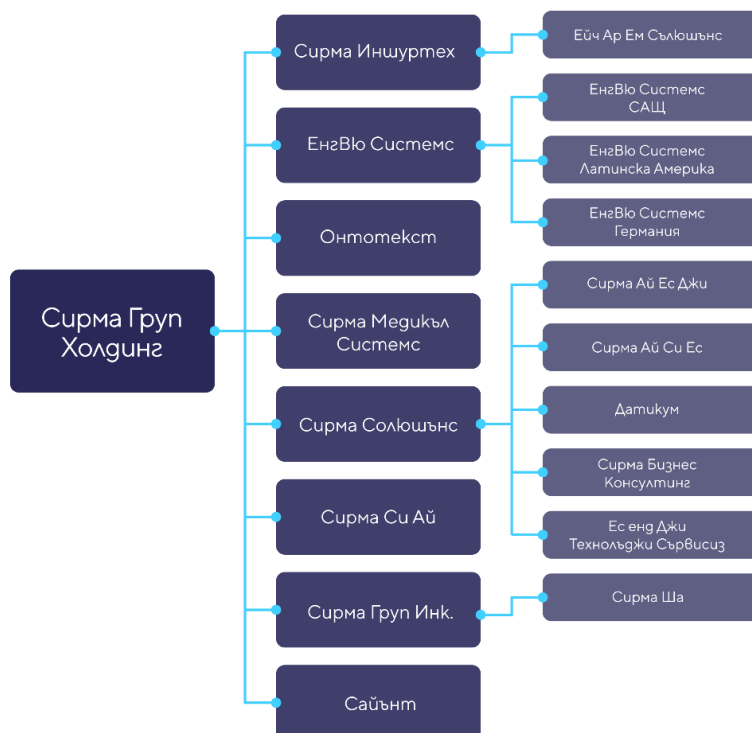 Сирма Груп
Холдинг
Сирма Иншуртех
ЕнгВю Системс
Онтотекст
Сирма Медикъл
Системс
Сирма Солюшънс
Сирма Си Ай
Сирма Груп Инк.
Сайънт
Ейч Ар Ем Сълюшънс
ЕнгВю Системс
САЩ
ЕнгВю Системс
Латинска Америка
ЕнгВю Системс
Германия
Сирма Ай Ес Джи
Сирма Ай Си Ес
Датикум
Сирма Бизнес
Консултинг
Ес енд Джи
Технолъджи Сървисиз
Сирма Ша